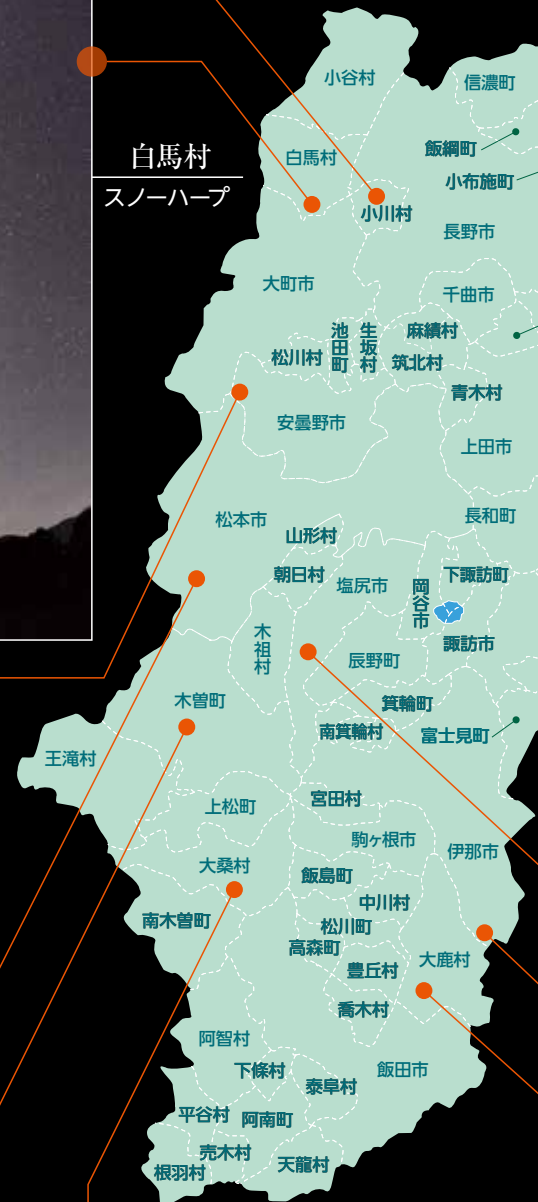 白馬村
スノーハープ
小谷村
信濃町
白馬村
飯綱町
小布施町
小川村
長野市
大町市
千曲市
池田町
生坂村
麻績村
松川村
筑北村
青木村
安曇野市
上田市
松本市
長和町
山形村
朝日村
塩尻市
岡谷市
下諏訪町
木祖村
諏訪市
辰野町
木曽町
箕輪町
南箕輪村
富士見町
王滝村
上松町
宮田村
駒ヶ根市
伊那市
大桑村
飯島町
中川村
南木曽町
松川町
高森町
大鹿村
豊丘村
喬木村
阿智村
下條村
飯田市
泰阜村
平谷村
阿南町
売木村
根羽村
天龍村